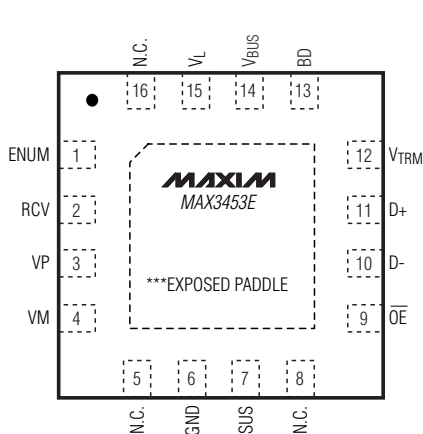 N.C.
VL
VBUS
BD
16
15
14
13
ENUM
1
12
VTRM
RCV
2
11
D+
VP
3
10
D-
VM
4
9
OE
MAXIM
MAX3453E
***EXPOSED PADDLE
5
6
7
8
N.C.
GND
SUS
N.C.